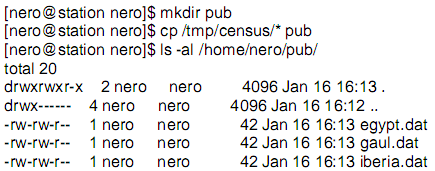 [nero@station nero]$ mkdir pub
[nero@station nero]$ cp /tmp/census/* pub
[nero@station nero]$ ls -al /home/nero/pub/
total 20
drwxrwxr-x 2 nero nero 4096 Jan 16 16:13 .
drwx------ 4 nero nero 4096 Jan 16 16:12 ..
-rw-rw-r-- 1 nero nero 42 Jan 16 16:13 egypt.dat
-rw-rw-r-- 1 nero nero 42 Jan 16 16:13 gaul.dat
-rw-rw-r-- 1 nero nero 42 Jan 16 16:13 iberia.dat